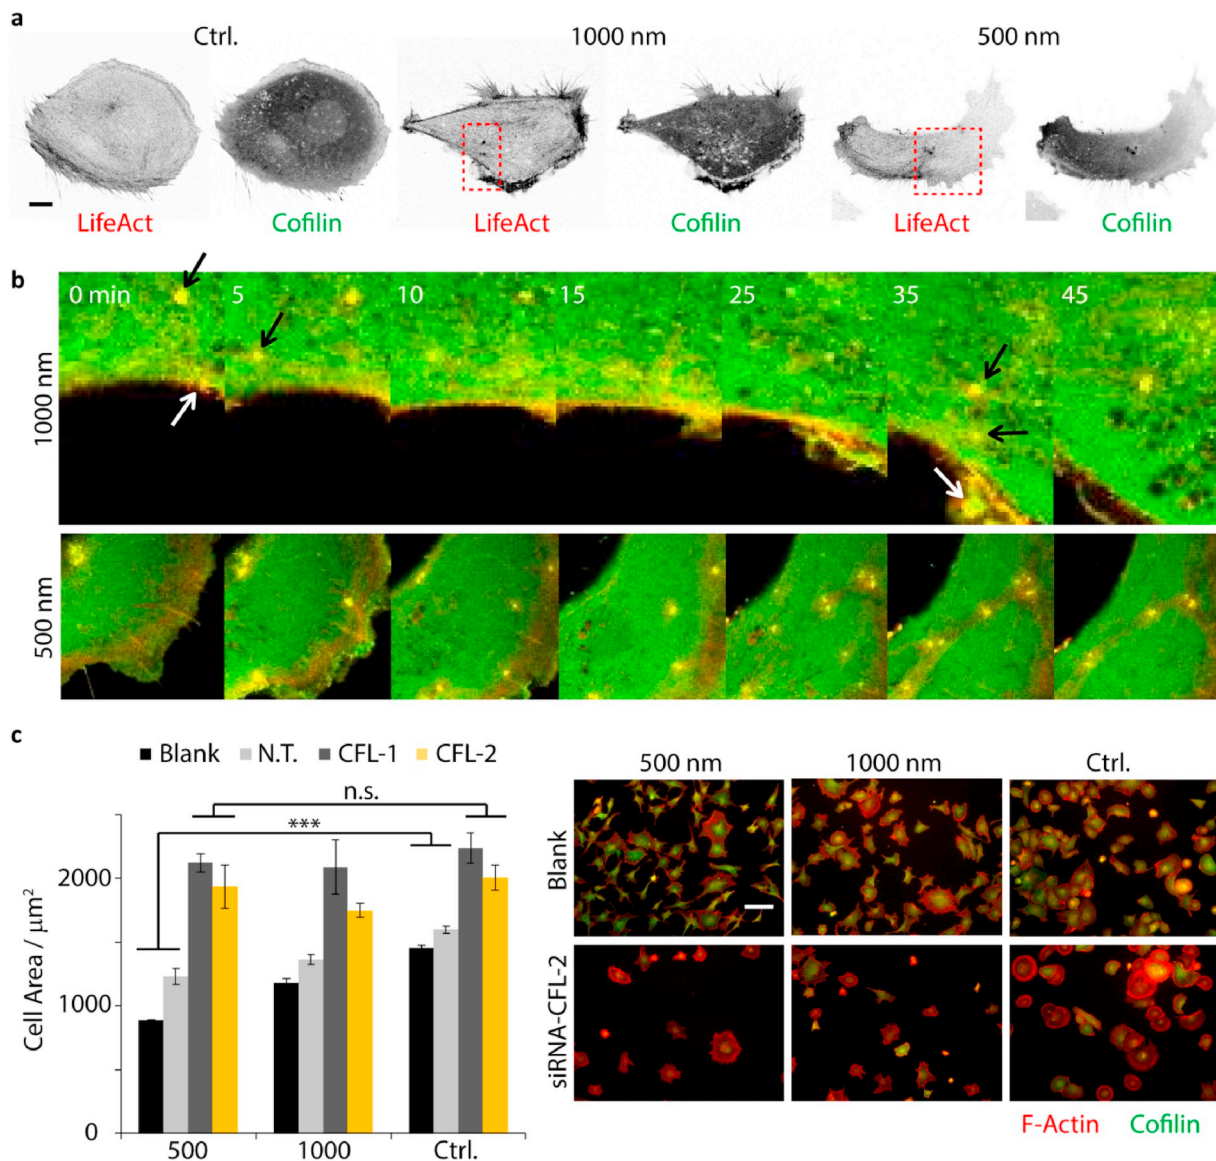 a
Ctrl. 1000 nm 500 nm
LifeAct Cofilin LifeAct Cofilin LifeAct Cofilin
b
0 min 5 10 15 25 35 45
1000 nm
500 nm
c
Blank N.T. CFL-1 CFL-2
n.s.
***
Cell Area / μm²
2000
1000
0
500 1000 Ctrl.
500 nm 1000 nm Ctrl.
Blank
siRNA-CFL-2
F-Actin Cofilin